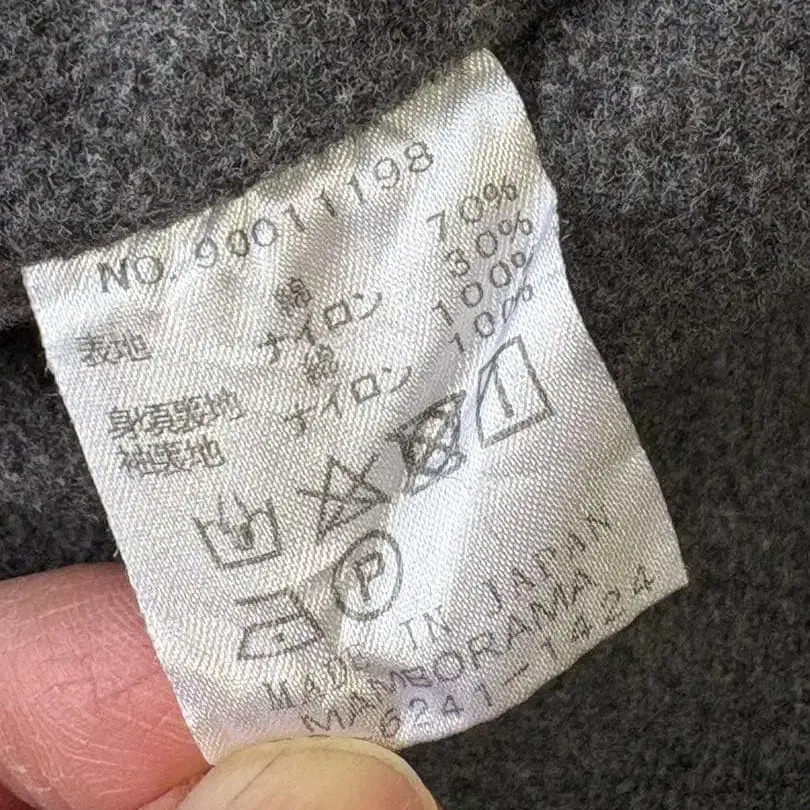 NO. 90011198
表地 綿 70%
ナイロン 30%
身頃裏地 綿 100%
袖裏地 ナイロン 100%
P
MADE IN JAPAN
MAMBORAMA
6241-1424